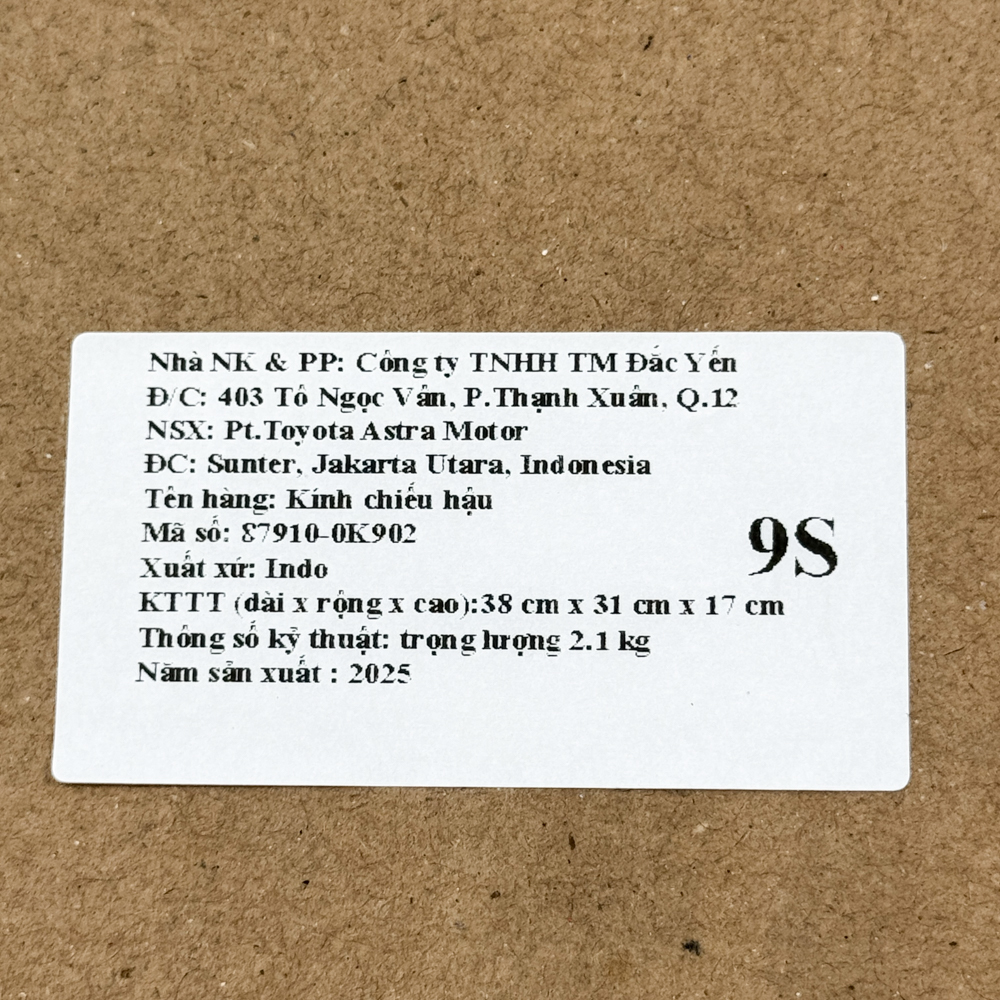 Nhà NK & PP: Công ty TNHH TM Đắc Yến
Đ/C: 403 Tô Ngọc Vân, P.Thạnh Xuân, Q.12
NSX: Pt.Toyota Astra Motor
ĐC: Sunter, Jakarta Utara, Indonesia
Tên hàng: Kính chiếu hậu
Mã số: 87910-0K902
Xuất xứ: Indo
9S
KTTT (dài x rộng x cao):38 cm x 31 cm x 17 cm
Thông số kỹ thuật: trọng lượng 2.1 kg
Năm sản xuất : 2025